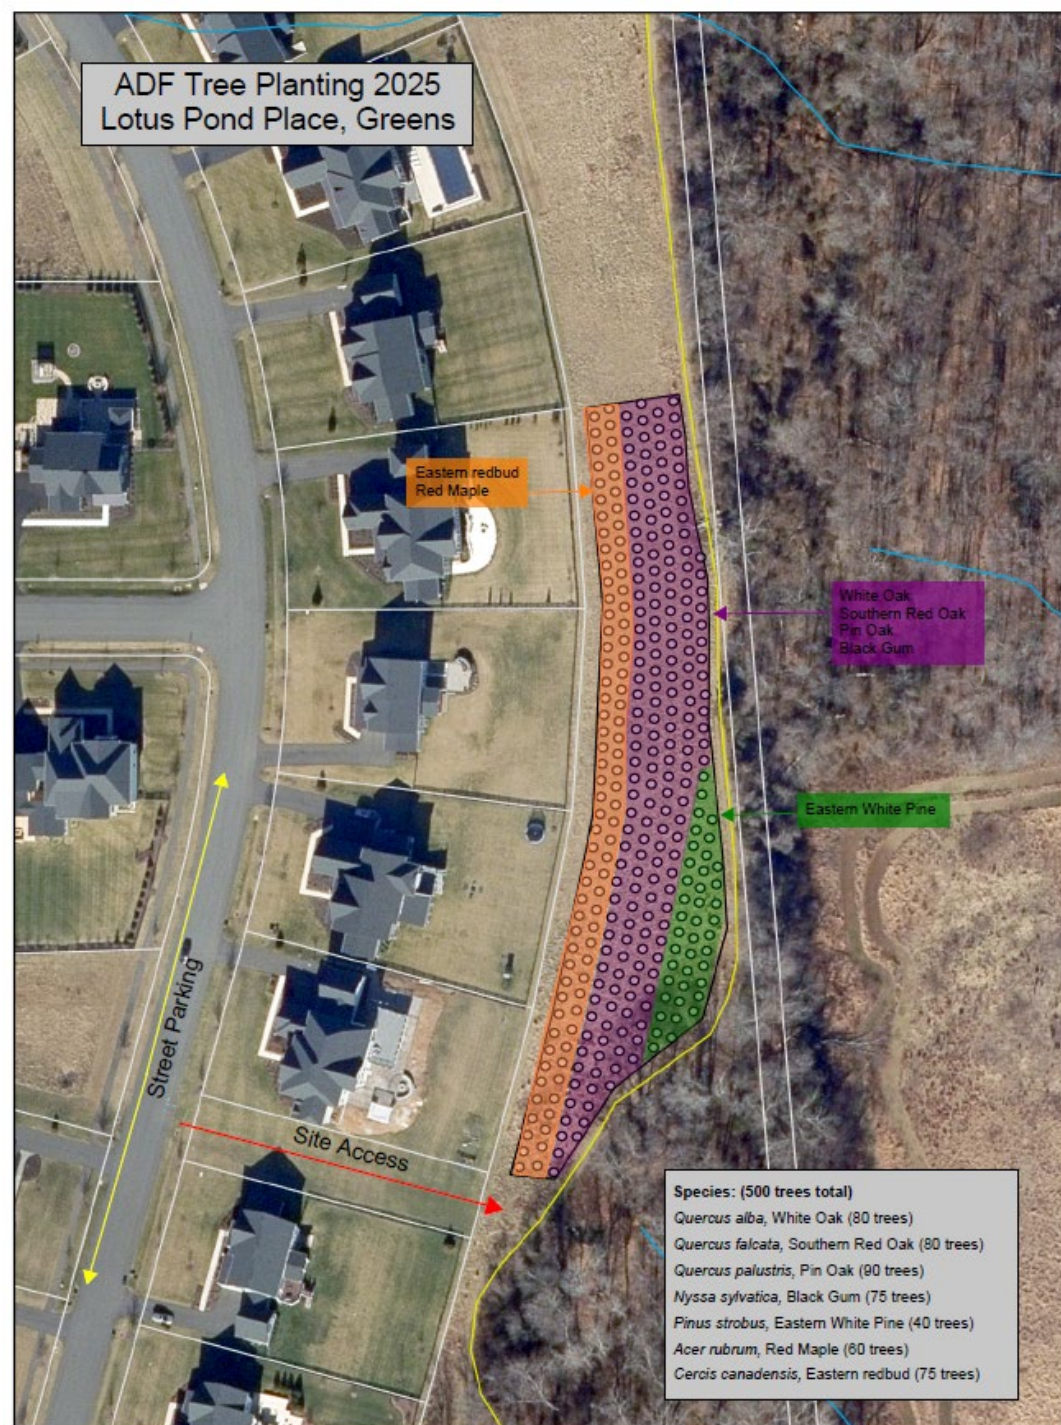 ADF Tree Planting 2025
Lotus Pond Place, Greens
Eastern redbud
Red Maple
White Oak
Southern Red Oak
Pin Oak
Black Gum
Eastern White Pine
Street Parking
Site Access
Species: (500 trees total)
Quercus alba, White Oak (80 trees)
Quercus falcata, Southern Red Oak (80 trees)
Quercus palustris, Pin Oak (90 trees)
Nyssa sylvatica, Black Gum (75 trees)
Pinus strobus, Eastern White Pine (40 trees)
Acer rubrum, Red Maple (60 trees)
Cercis canadensis, Eastern redbud (75 trees)